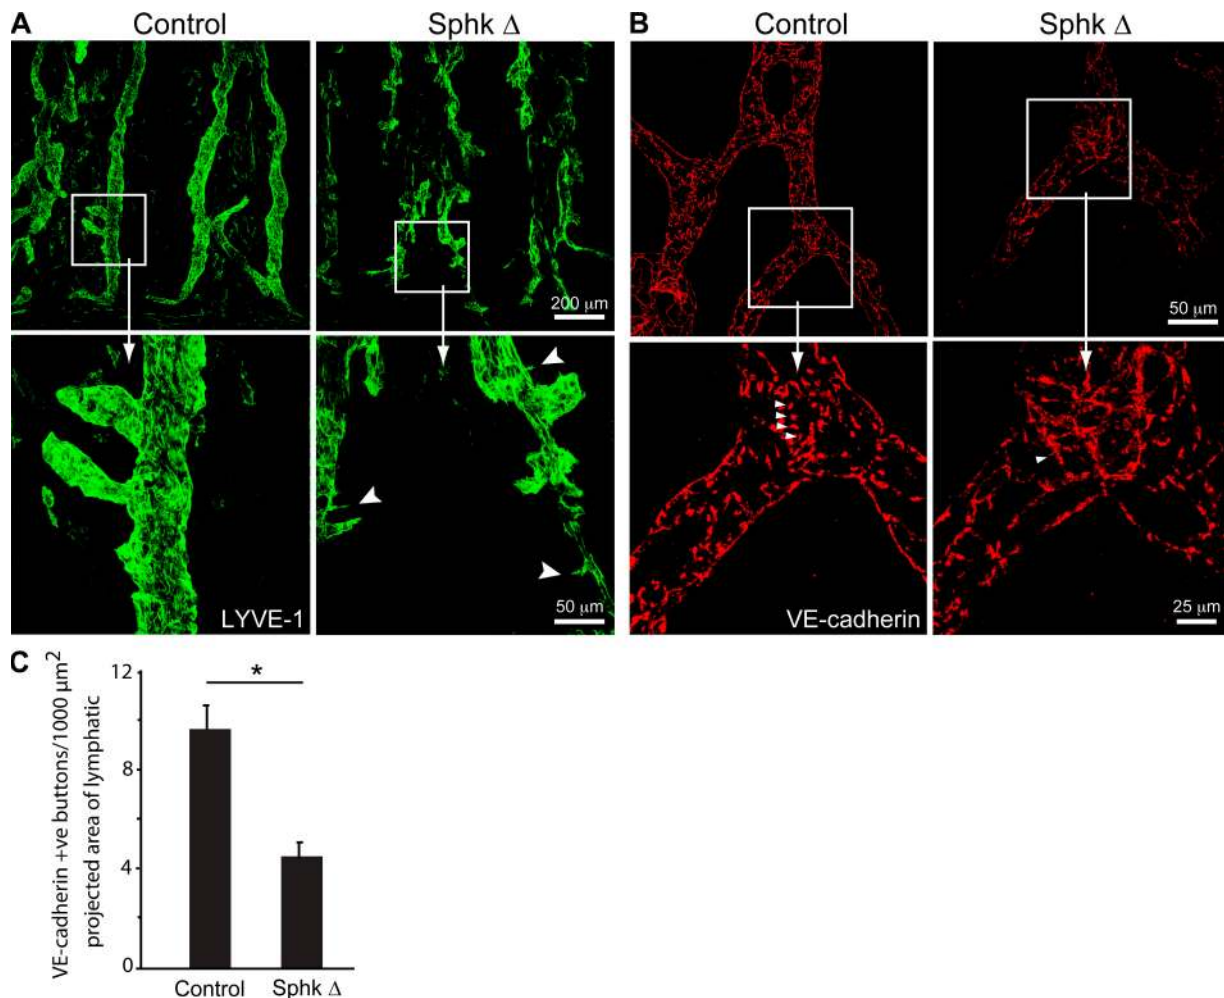 A Control Sphk Δ
200 μm
LYVE-1
50 μm
B Control Sphk Δ
50 μm
VE-cadherin
25 μm
C
VE-cadherin +ve buttons/1000 μm²
projected area of lymphatic
12
8
4
0
*
Control Sphk Δ